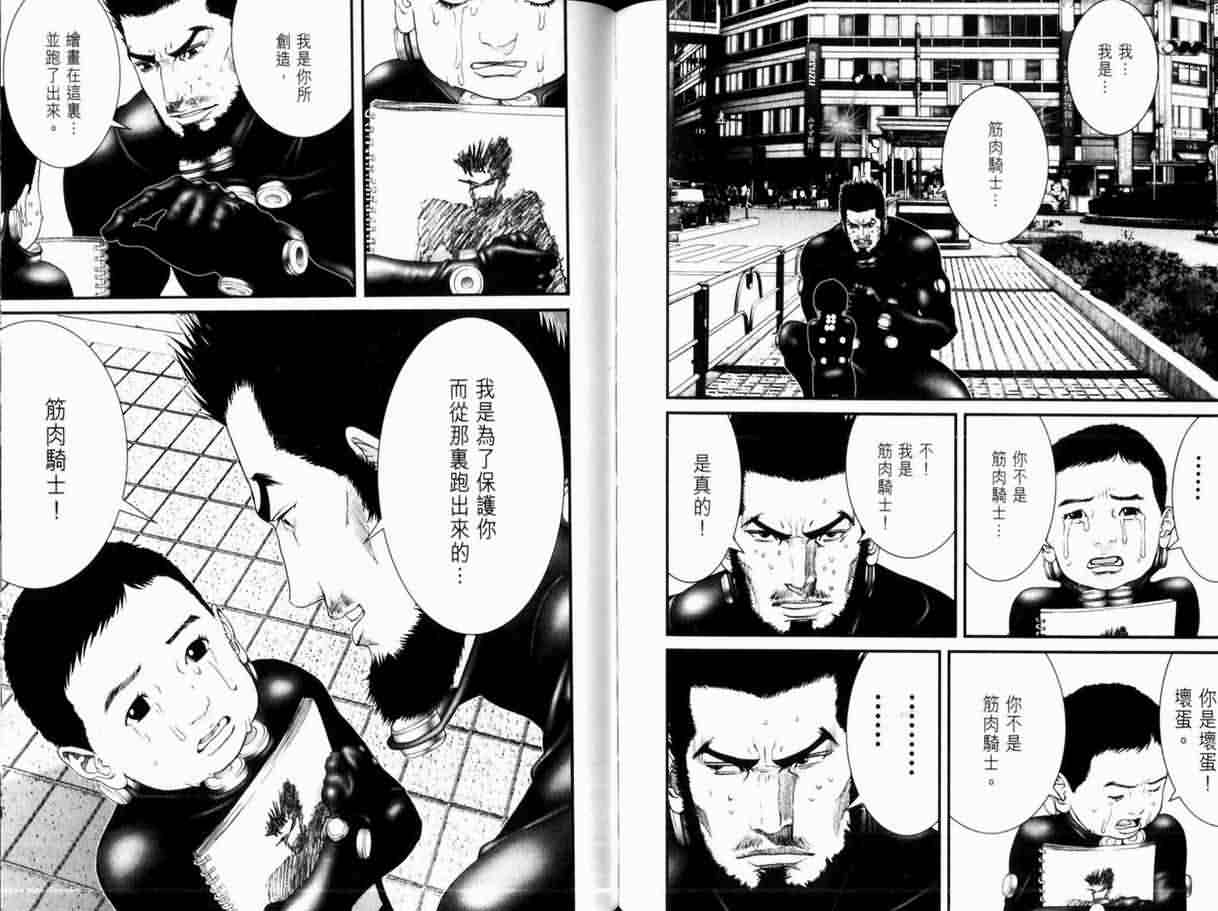 我…
我是…
筋肉騎士…
……
你不是
筋肉騎士…
不！
我是
筋肉騎士！
是真的！
你是壞蛋！
壞蛋。
你不是
筋肉騎士。
………
……
我是你所
創造，
繪畫在這裏…
並跑了出來。
我是為了保護你
而從那裏跑出來的…
筋肉騎士！